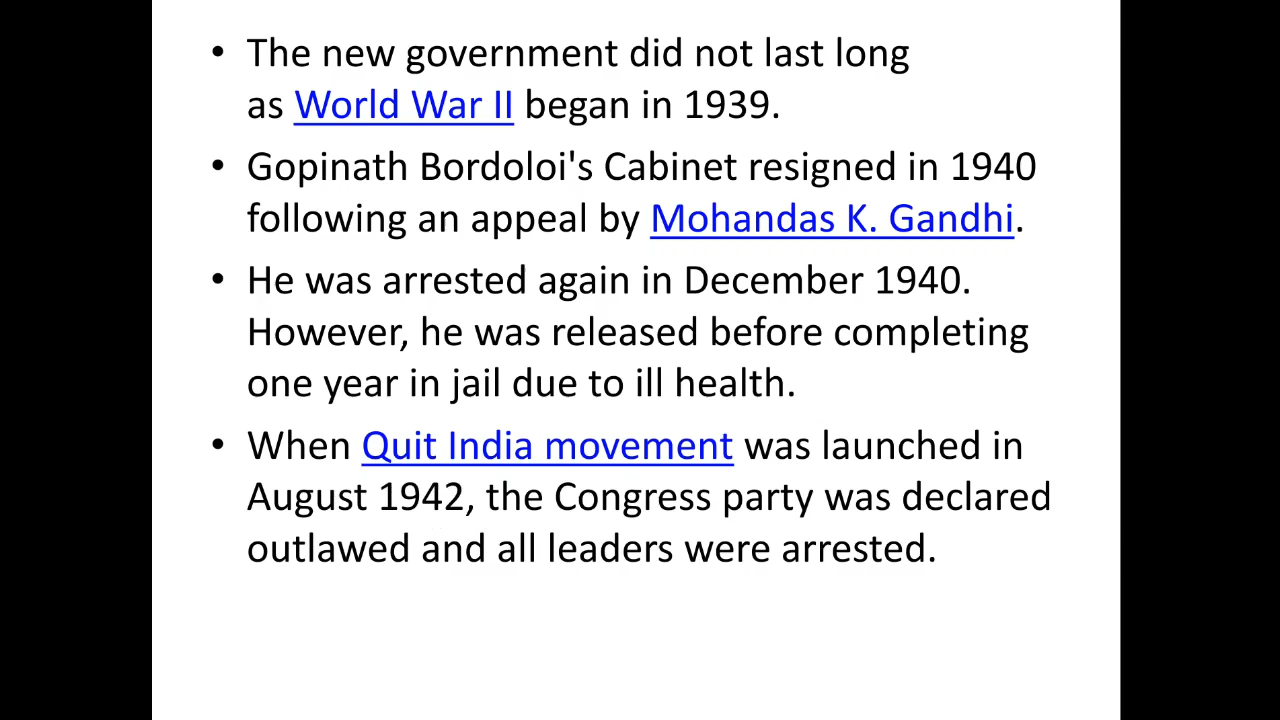 • The new government did not last long
as World War II began in 1939.
• Gopinath Bordoloi's Cabinet resigned in 1940
following an appeal by Mohandas K. Gandhi.
• He was arrested again in December 1940.
However, he was released before completing
one year in jail due to ill health.
• When Quit India movement was launched in
August 1942, the Congress party was declared
outlawed and all leaders were arrested.